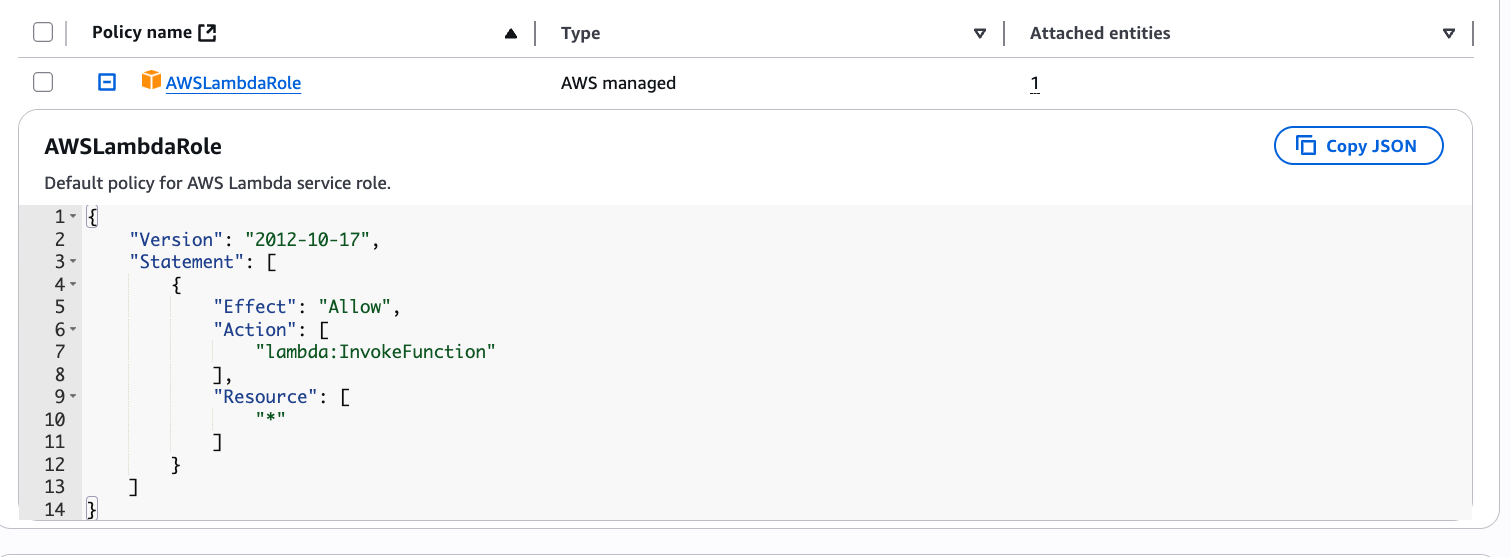 Policy name Type Attached entities
AWSLambdaRole AWS managed 1
AWSLambdaRole Copy JSON
Default policy for AWS Lambda service role.
1 {
2     "Version": "2012-10-17",
3     "Statement": [
4         {
5             "Effect": "Allow",
6             "Action": [
7                 "lambda:InvokeFunction"
8             ],
9             "Resource": [
10                 "*"
11             ]
12         }
13     ]
14 }